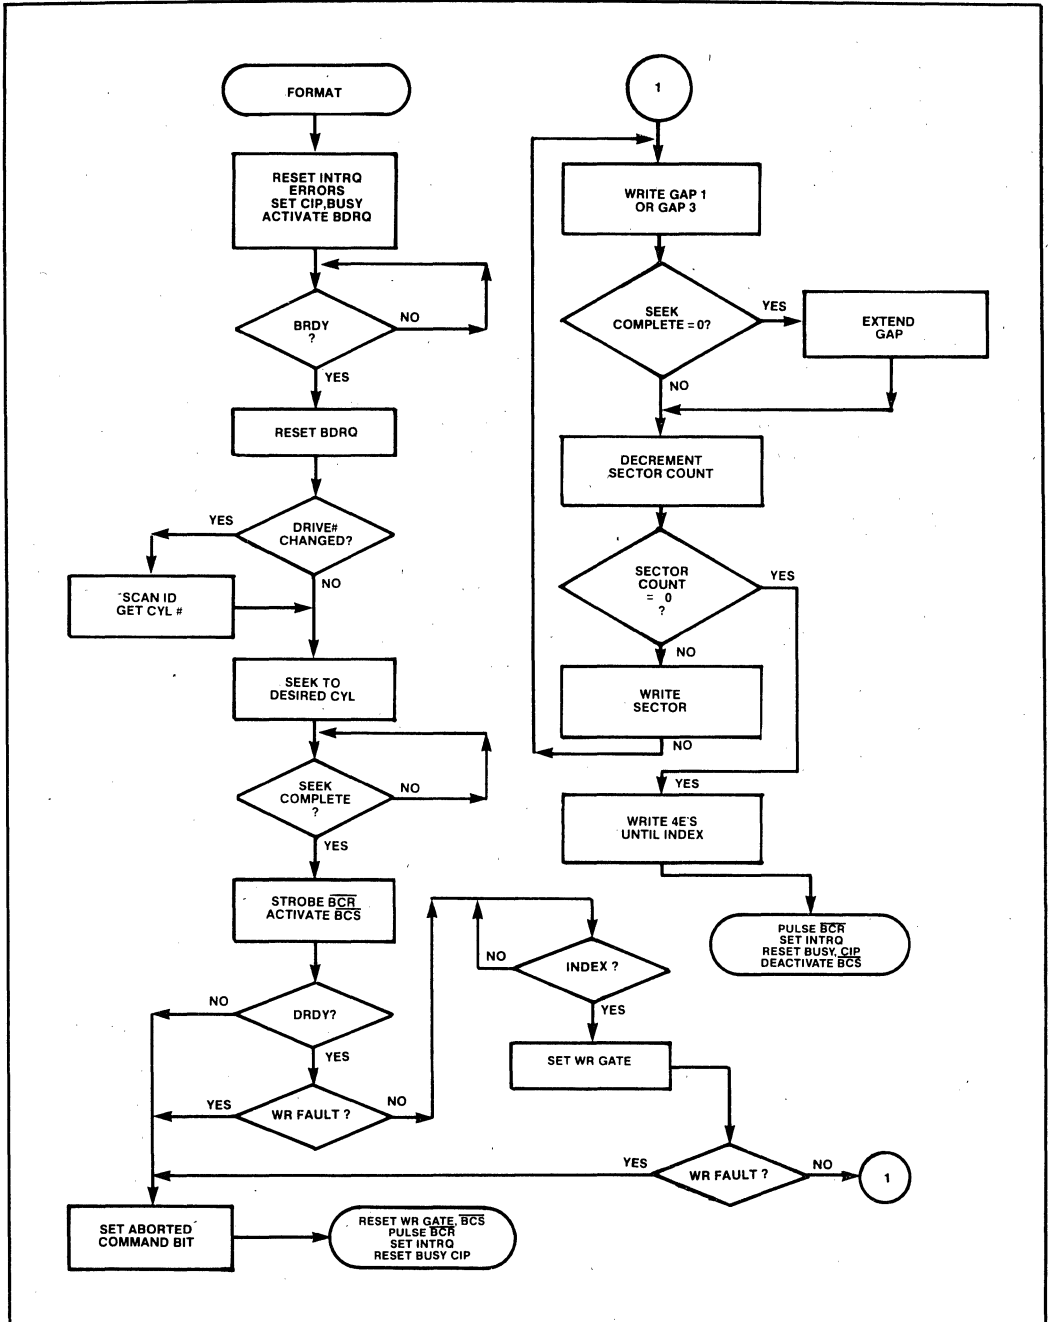 FORMAT
RESET INTRQ
ERRORS
SET CIP,BUSY
ACTIVATE BDRQ
BRDY
?
NO
YES
RESET BDRQ
DRIVE#
CHANGED?
YES
NO
SCAN ID
GET CYL #
SEEK TO
DESIRED CYL
SEEK
COMPLETE
?
NO
YES
STROBE BCR
ACTIVATE BCS
DRDY?
NO
YES
WR FAULT ?
YES
NO
INDEX ?
NO
YES
SET WR GATE
WR FAULT ?
YES
NO
1
SET ABORTED
COMMAND BIT
RESET WR GATE, BCS
PULSE BCR
SET INTRQ
RESET BUSY CIP
1
WRITE GAP 1
OR GAP 3
SEEK
COMPLETE = 0?
YES
EXTEND
GAP
NO
DECREMENT
SECTOR COUNT
SECTOR
COUNT
= 0
?
YES
NO
WRITE
SECTOR
NO
YES
WRITE 4E'S
UNTIL INDEX
PULSE BCR
SET INTRQ
RESET BUSY, CIP
DEACTIVATE BCS